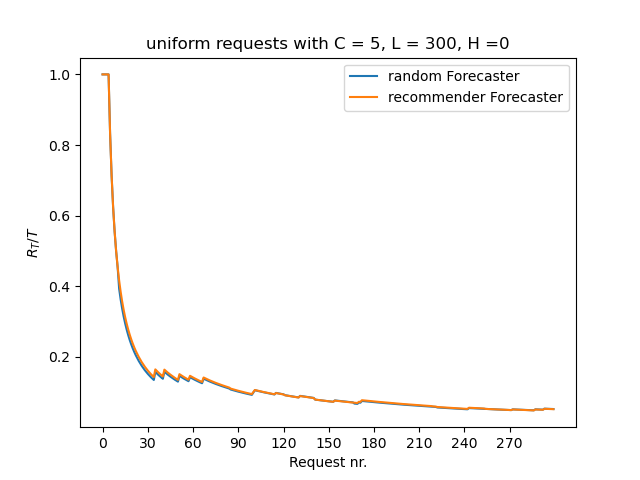 uniform requests with C = 5, L = 300, H =0
random Forecaster
recommender Forecaster
1.0
0.8
0.6
0.4
0.2
R_T/T
0 30 60 90 120 150 180 210 240 270
Request nr.